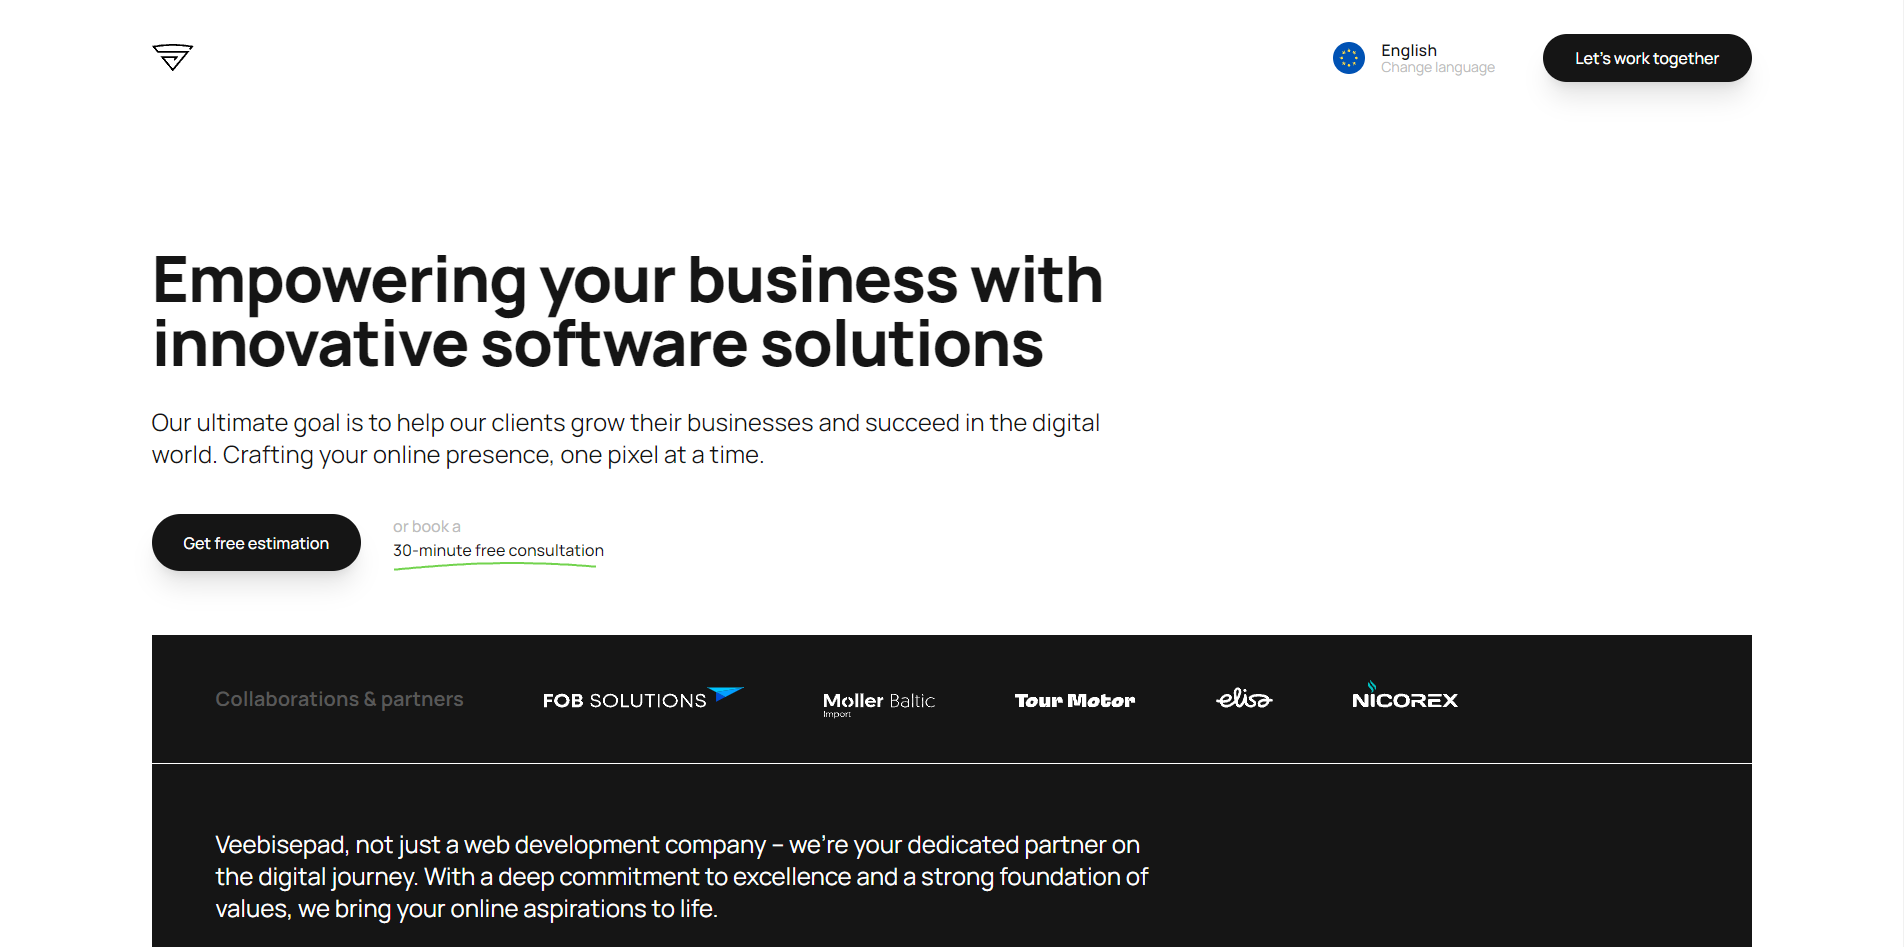 English
Change language
Let's work together
Empowering your business with
innovative software solutions
Our ultimate goal is to help our clients grow their businesses and succeed in the digital
world. Crafting your online presence, one pixel at a time.
Get free estimation
or book a
30-minute free consultation
Collaborations & partners
FOB SOLUTIONS
Møller Baltic
Import
Tour Motor
elisa
NICOREX
Veebisepad, not just a web development company – we’re your dedicated partner on
the digital journey. With a deep commitment to excellence and a strong foundation of
values, we bring your online aspirations to life.